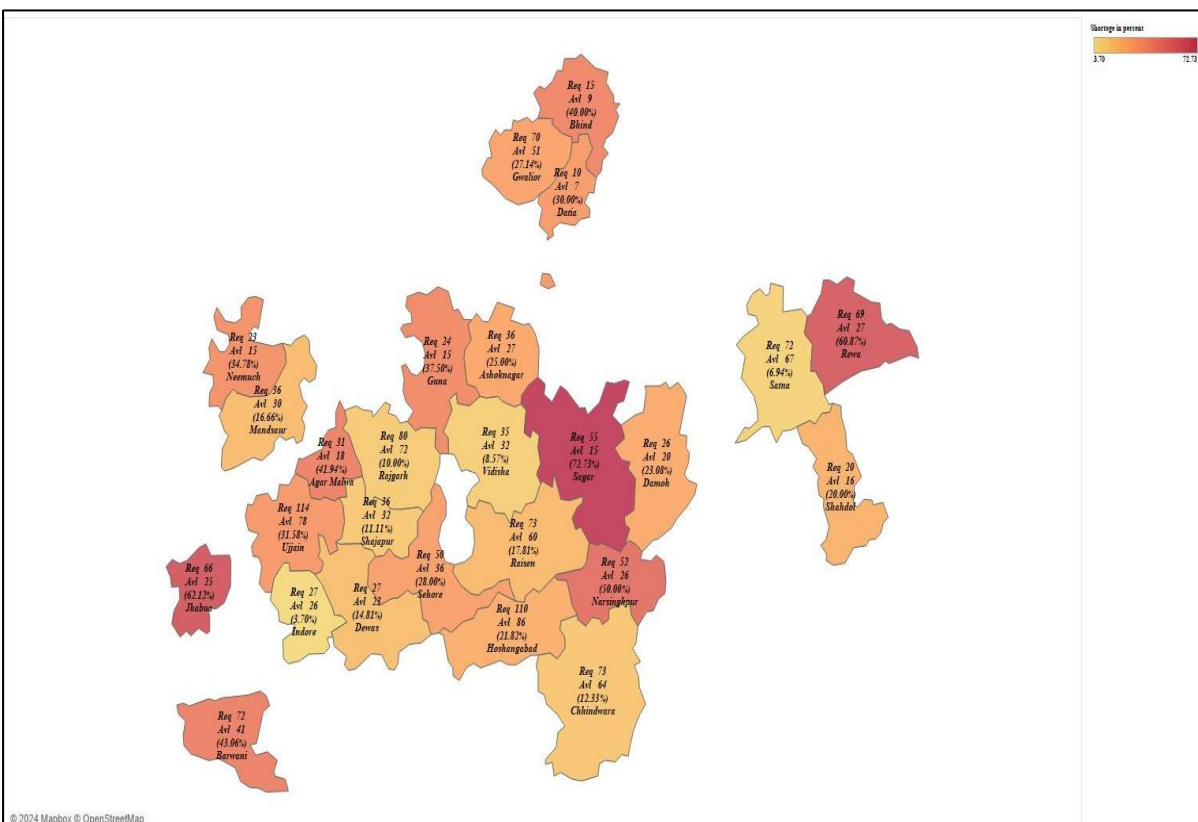 Shortage in percent
3.70 72.73
Req 15
Avl 9
(40.00%)
Bhind
Req 70
Avl 51
(27.14%)
Gwalior
Req 10
Avl 7
(30.00%)
Datia
Req 23
Avl 15
(34.78%)
Neemuch
Req 36
Avl 30
(16.66%)
Mandsaur
Req 24
Avl 15
(37.50%)
Guna
Req 36
Avl 27
(25.00%)
Ashoknagar
Req 72
Avl 67
(6.94%)
Satna
Req 69
Avl 27
(60.87%)
Rewa
Req 31
Avl 18
(41.94%)
Agar Malwa
Req 80
Avl 72
(10.00%)
Rajgarh
Req 35
Avl 32
(8.57%)
Vidisha
Req 55
Avl 15
(72.73%)
Sagar
Req 26
Avl 20
(23.08%)
Damoh
Req 20
Avl 16
(20.00%)
Shahdol
Req 114
Avl 78
(31.58%)
Ujjain
Req 36
Avl 32
(11.11%)
Shajapur
Req 50
Avl 36
(28.00%)
Sehore
Req 73
Avl 60
(17.81%)
Raisen
Req 66
Avl 25
(62.12%)
Jhabua
Req 27
Avl 26
(3.70%)
Indore
Req 27
Avl 23
(14.81%)
Dewas
Req 110
Avl 86
(21.82%)
Hoshangabad
Req 52
Avl 26
(50.00%)
Narsinghpur
Req 73
Avl 64
(12.33%)
Chhindwara
Req 72
Avl 41
(43.06%)
Barwani
© 2024 Mapbox © OpenStreetMap